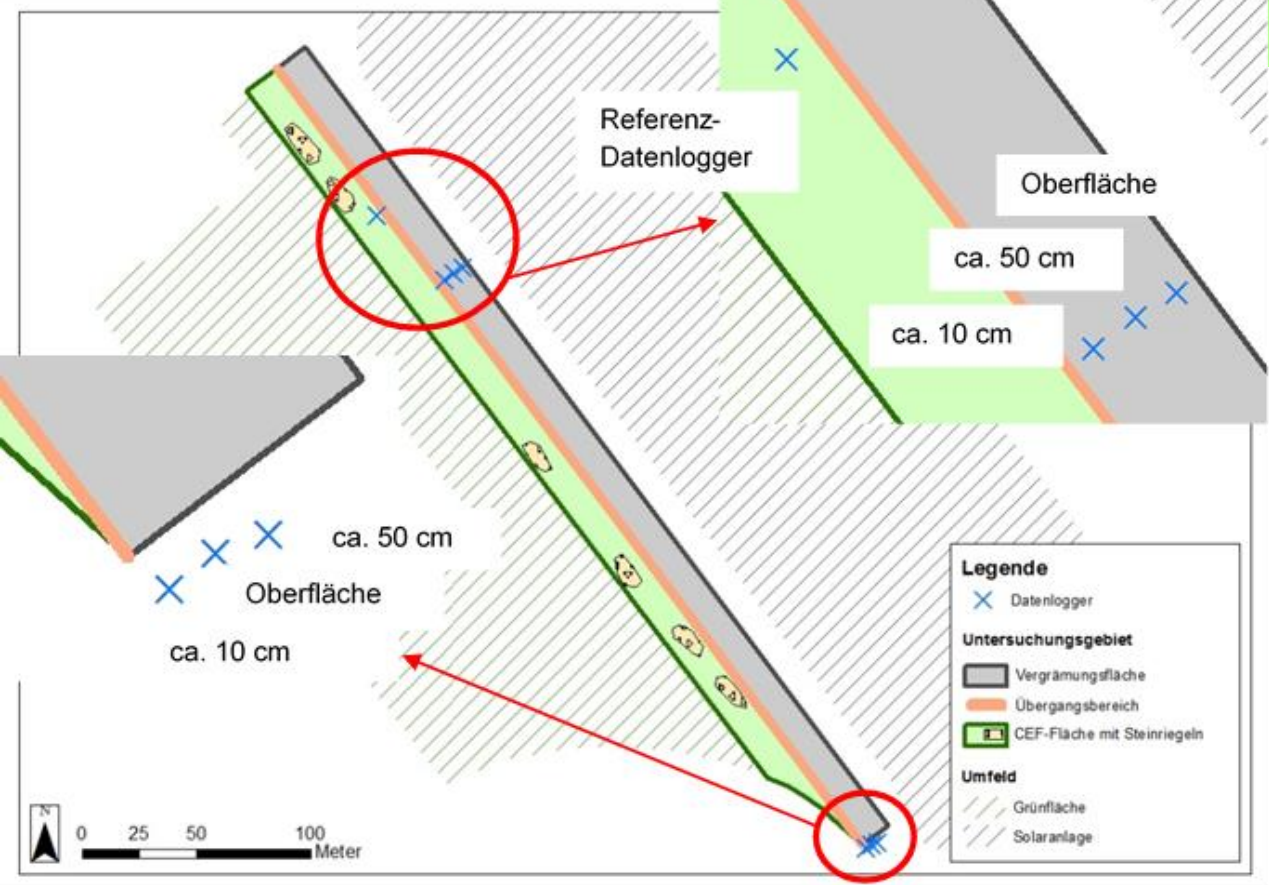 Referenz-
Datenlogger
Oberfläche
ca. 50 cm
ca. 10 cm
ca. 50 cm
Oberfläche
ca. 10 cm
Legende
Datenlogger
Untersuchungsgebiet
Vergrämungsfläche
Übergangsbereich
CEF-Fläche mit Steinriegeln
Umfeld
Grünfläche
Solaranlage
N
0 25 50 100
Meter